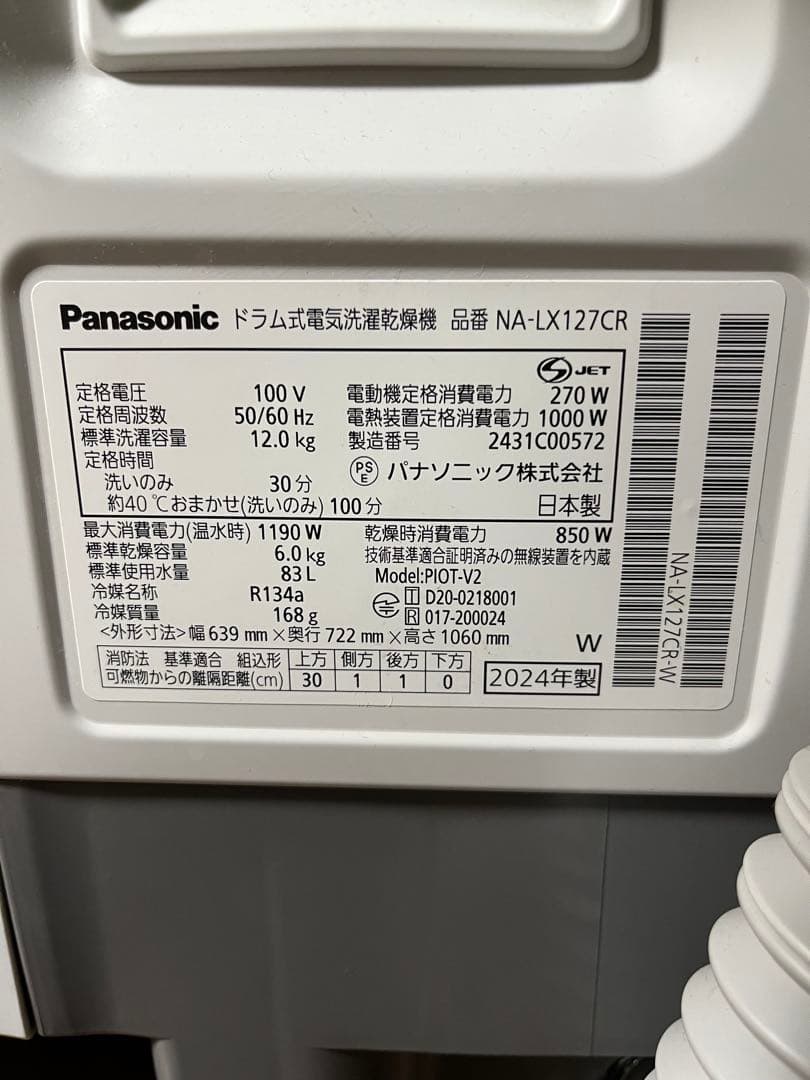 Panasonic ドラム式電気洗濯乾燥機 品番 NA-LX127CR
JET
定格電圧 100 V 電動機定格消費電力 270 W
定格周波数 50/60 Hz 電熱装置定格消費電力 1000 W
標準洗濯容量 12.0 kg 製造番号 2431C00572
定格時間
洗いのみ 30分
PSE パナソニック株式会社
約40℃おまかせ(洗いのみ) 100分 日本製
最大消費電力(温水時) 1190 W 乾燥時消費電力 850 W
標準乾燥容量 6.0 kg 技術基準適合証明済みの無線装置を内蔵
標準使用水量 83 L Model:PIOT-V2
冷媒名称 R134a T D20-0218001
冷媒質量 168 g R 017-200024
<外形寸法>幅 639 mm×奥行 722 mm×高さ 1060 mm W
消防法 基準適合 組込形 上方 側方 後方 下方
可燃物からの離隔距離(cm) 30 1 1 0
2024年製
NA-LX127CR-W